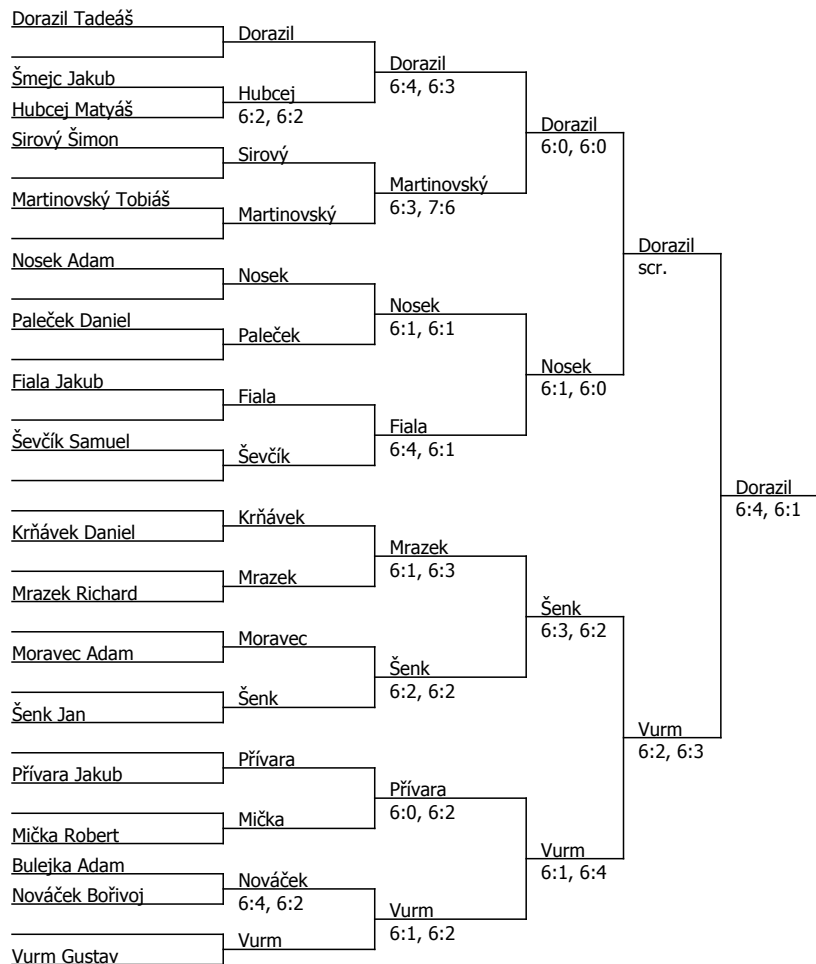 Dorazil Tadeáš
Šmejc Jakub
Hubcej Matyáš
Sirový Šimon
Martinovský Tobiáš
Nosek Adam
Paleček Daniel
Fiala Jakub
Ševčík Samuel
Krňávek Daniel
Mrazek Richard
Moravec Adam
Šenk Jan
Přívara Jakub
Mička Robert
Bulejka Adam
Nováček Bořivoj
Vurm Gustav
Dorazil
Hubcej
6:2, 6:2
Sirový
Martinovský
Nosek
Paleček
Fiala
Ševčík
Krňávek
Mrazek
Moravec
Šenk
Přívara
Mička
Nováček
6:4, 6:2
Vurm
Dorazil
6:4, 6:3
Martinovský
6:3, 7:6
Nosek
6:1, 6:1
Fiala
6:4, 6:1
Mrazek
6:1, 6:3
Šenk
6:2, 6:2
Přívara
6:0, 6:2
Vurm
6:1, 6:2
Dorazil
6:0, 6:0
Nosek
6:1, 6:0
Šenk
6:3, 6:2
Vurm
6:1, 6:4
Dorazil
scr.
Vurm
6:2, 6:3
Dorazil
6:4, 6:1